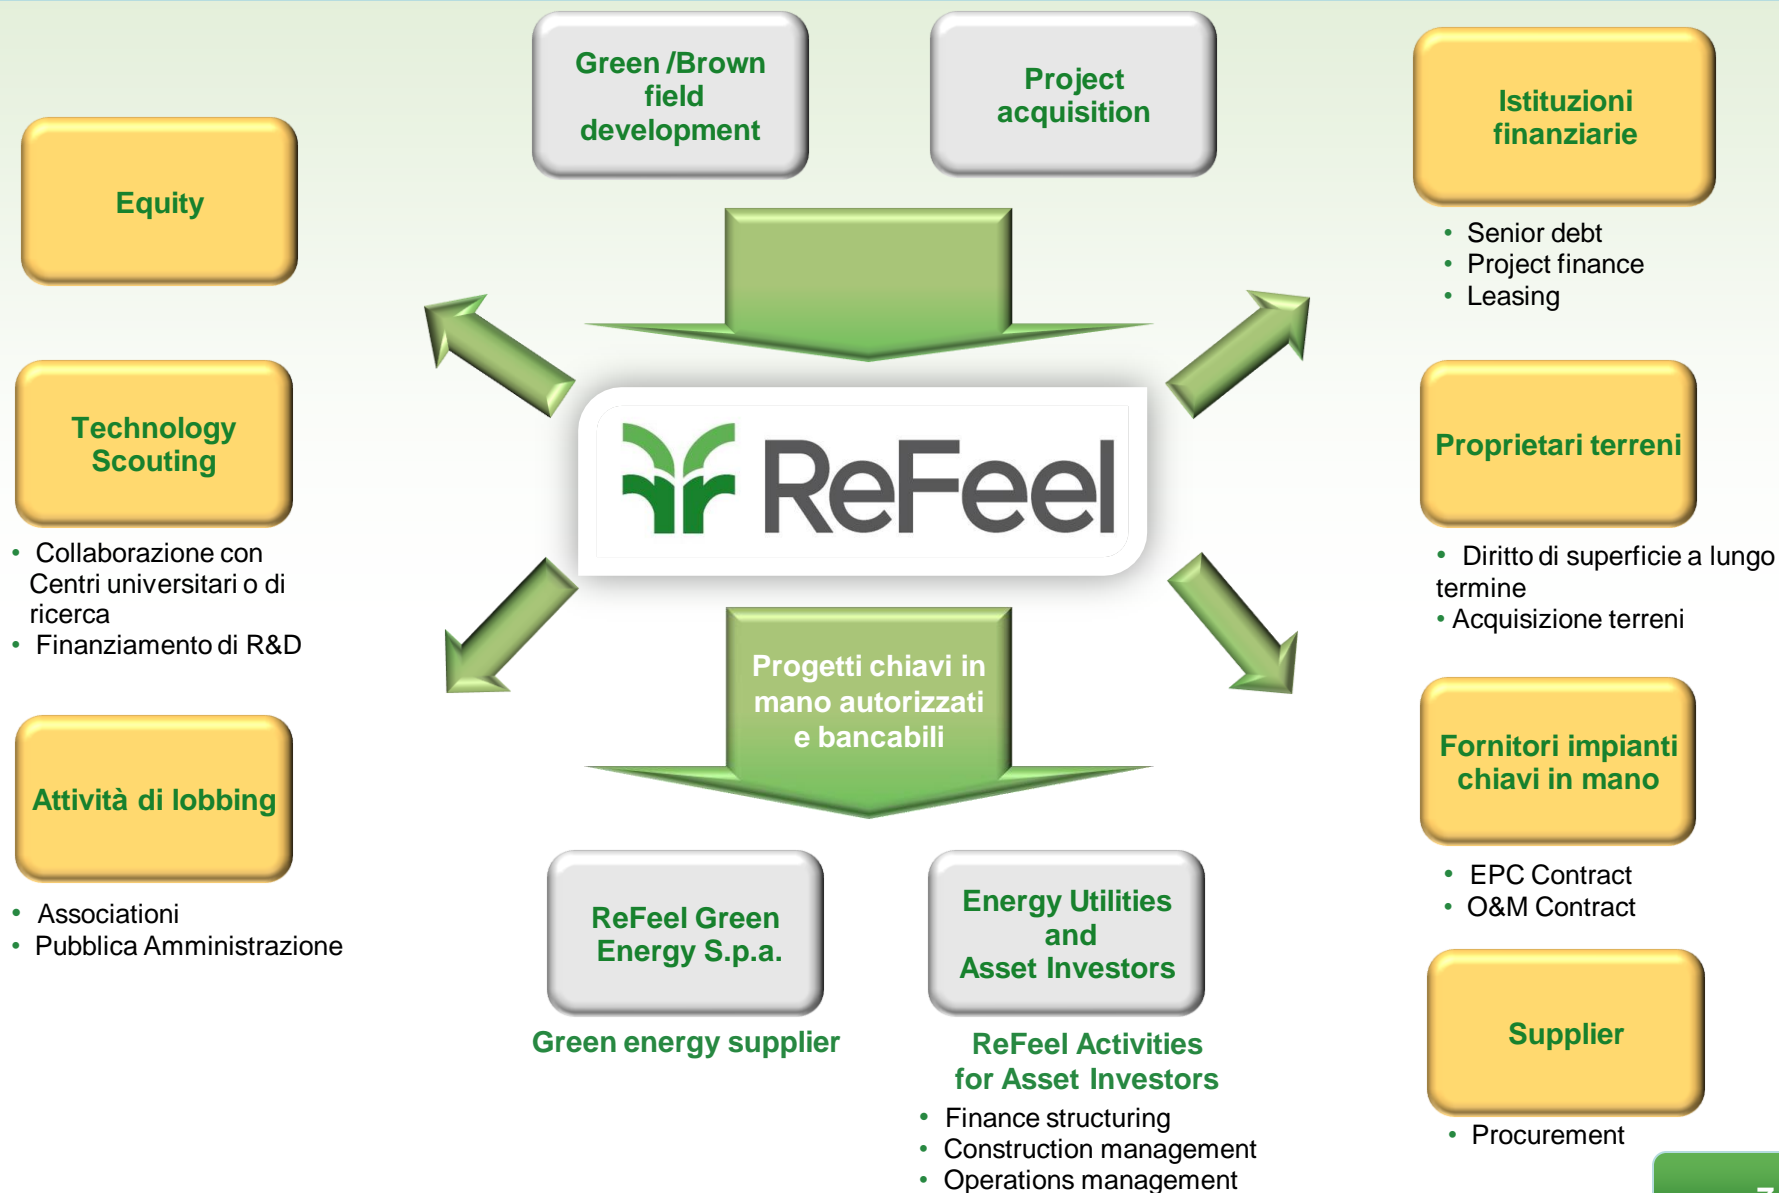 Green /Brown
field
development
Project
acquisition
Istituzioni
finanziarie
• Senior debt
• Project finance
• Leasing
Equity
Technology
Scouting
• Collaborazione con
Centri universitari o di
ricerca
• Finanziamento di R&D
Attività di lobbing
• Associationi
• Pubblica Amministrazione
ReFeel
Progetti chiavi in
mano autorizzati
e bancabili
ReFeel Green
Energy S.p.a.
Green energy supplier
Energy Utilities
and
Asset Investors
ReFeel Activities
for Asset Investors
• Finance structuring
• Construction management
• Operations management
Proprietari terreni
• Diritto di superficie a lungo
termine
• Acquisizione terreni
Fornitori impianti
chiavi in mano
• EPC Contract
• O&M Contract
Supplier
• Procurement